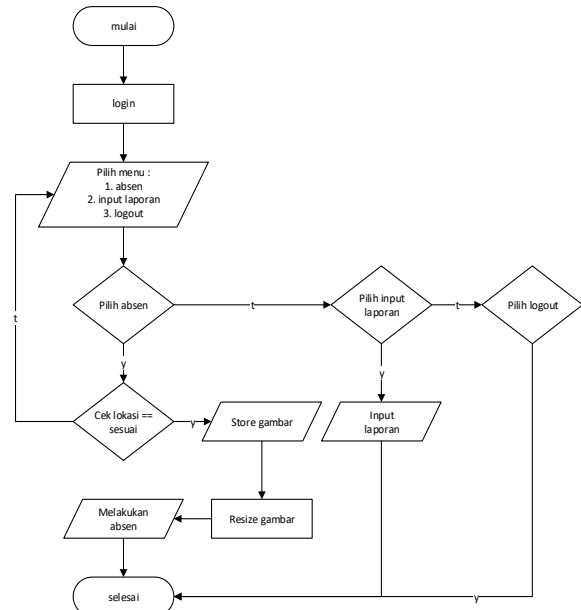 mulai
login
Pilih menu :
1. absen
2. input laporan
3. logout
Pilih absen
t
Pilih input
laporan
t
Pilih logout
t
y
y
Cek lokasi ==
sesuai
y
Store gambar
Input
laporan
Melakukan
absen
Resize gambar
selesai
y